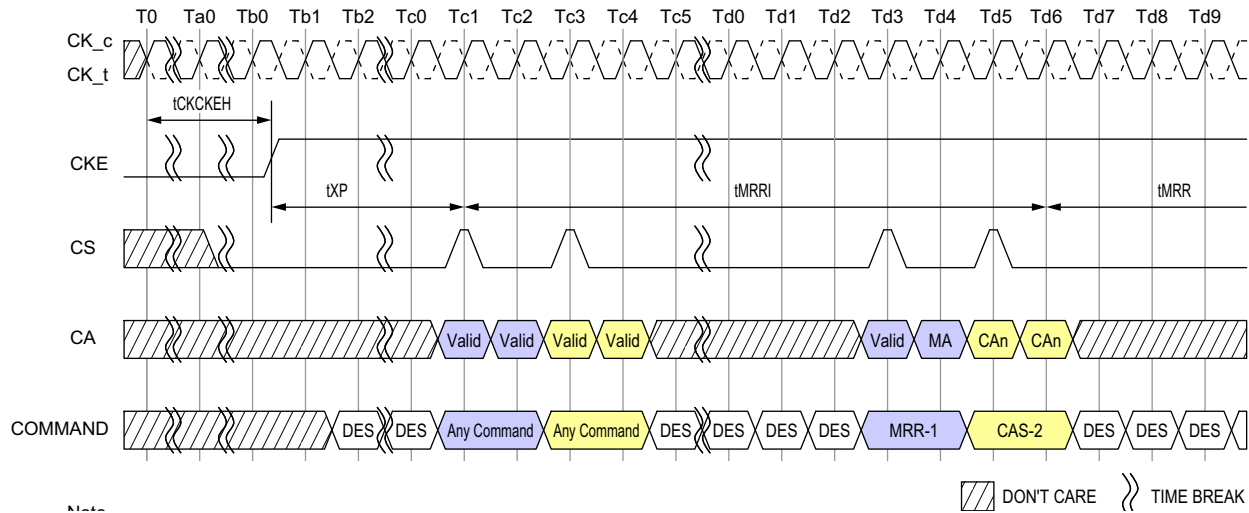 T0 Ta0 Tb0 Tb1 Tb2 Tc0 Tc1 Tc2 Tc3 Tc4 Tc5 Td0 Td1 Td2 Td3 Td4 Td5 Td6 Td7 Td8 Td9
CK_c
CK_t
tCKCKEH
CKE
tXP tMRRI tMRR
CS
CA Valid Valid Valid Valid Valid MA CAn CAn
COMMAND DES DES Any Command Any Command DES DES DES DES MRR-1 CAS-2 DES DES DES
DON'T CARE TIME BREAK